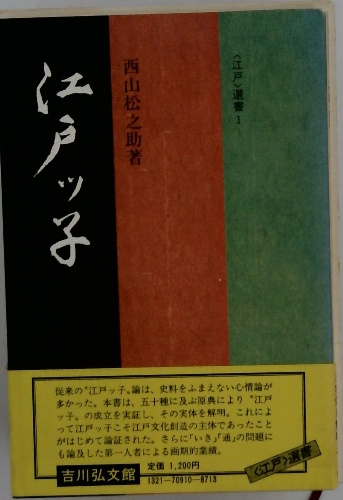 〈江戸〉選書1
西山松之助著
江戸ッ子
従来の〝江戸ッ子〟論は、史料をふまえない心情論が
多かった。本書は、五十種に及ぶ原典により〝江戸
ッ子〟の成立を実証し、その実体を解明。これによ
って江戸ッ子こそ江戸文化創造の主体であったこと
がはじめて論証された。さらに「いき」「通」の問題に
も論及した第一人者による画期的業績。
吉川弘文館
定価 1,200円
1321―70910―8713
〈江戸〉選書